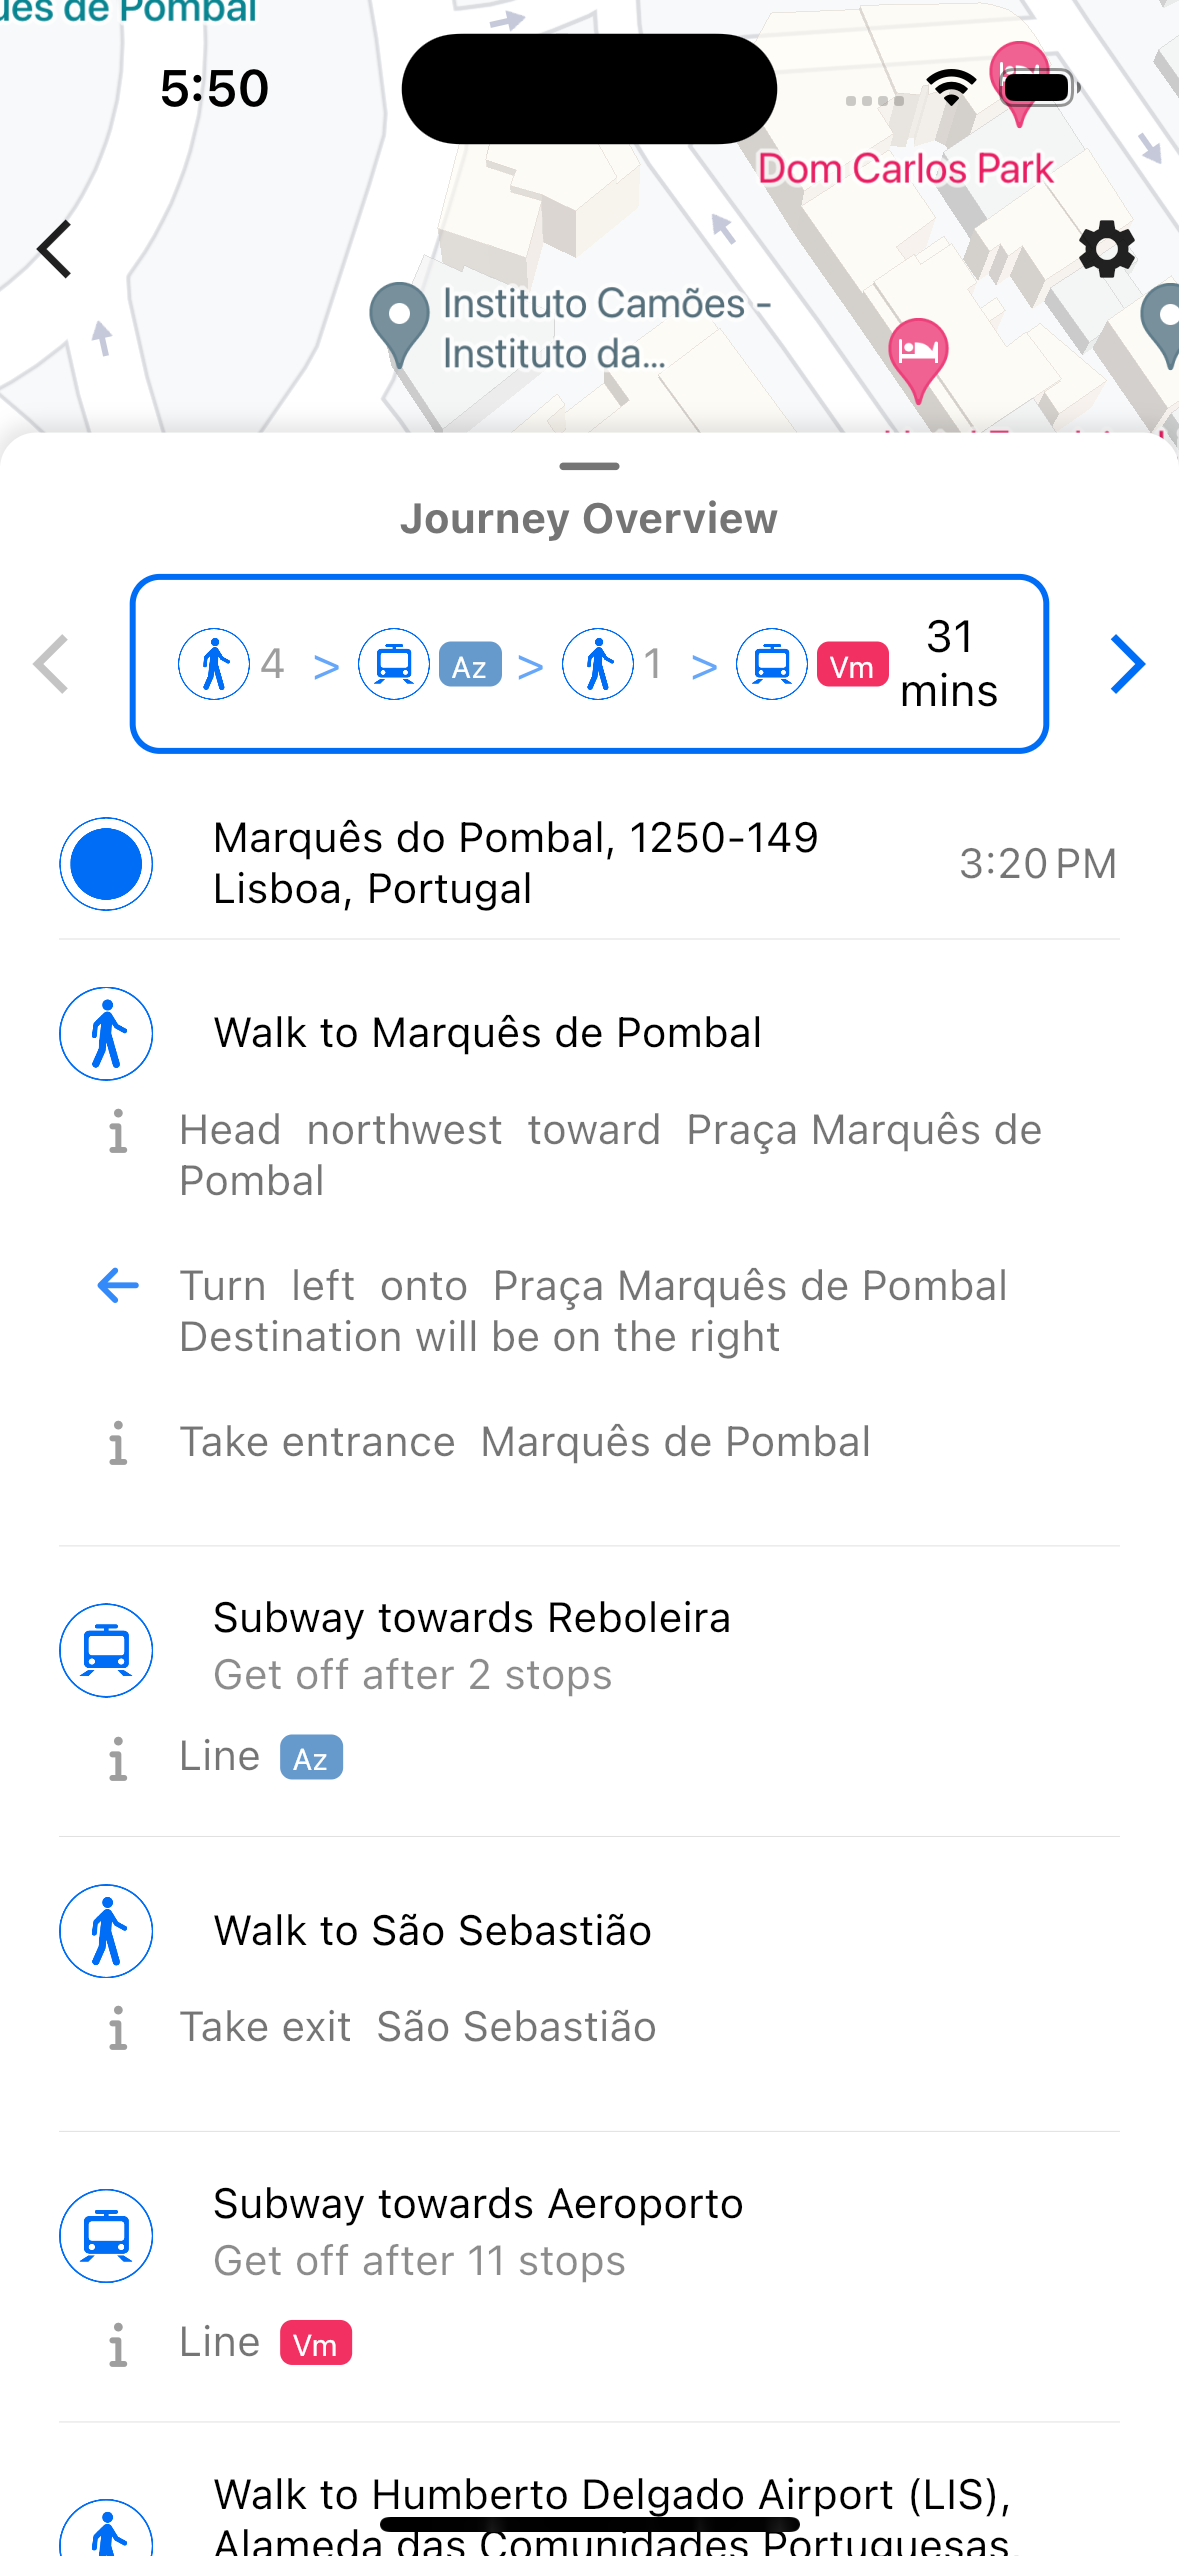 ues de Pombal
5:50
Dom Carlos Park
Instituto Camões -
Instituto da...
Journey Overview
4 > Az > 1 > Vm 31 mins
Marquês do Pombal, 1250-149
Lisboa, Portugal
3:20 PM
Walk to Marquês de Pombal
Head northwest toward Praça Marquês de
Pombal
Turn left onto Praça Marquês de Pombal
Destination will be on the right
Take entrance Marquês de Pombal
Subway towards Reboleira
Get off after 2 stops
Line Az
Walk to São Sebastião
Take exit São Sebastião
Subway towards Aeroporto
Get off after 11 stops
Line Vm
Walk to Humberto Delgado Airport (LIS),
Alameda das Comunidades Portuguesas,